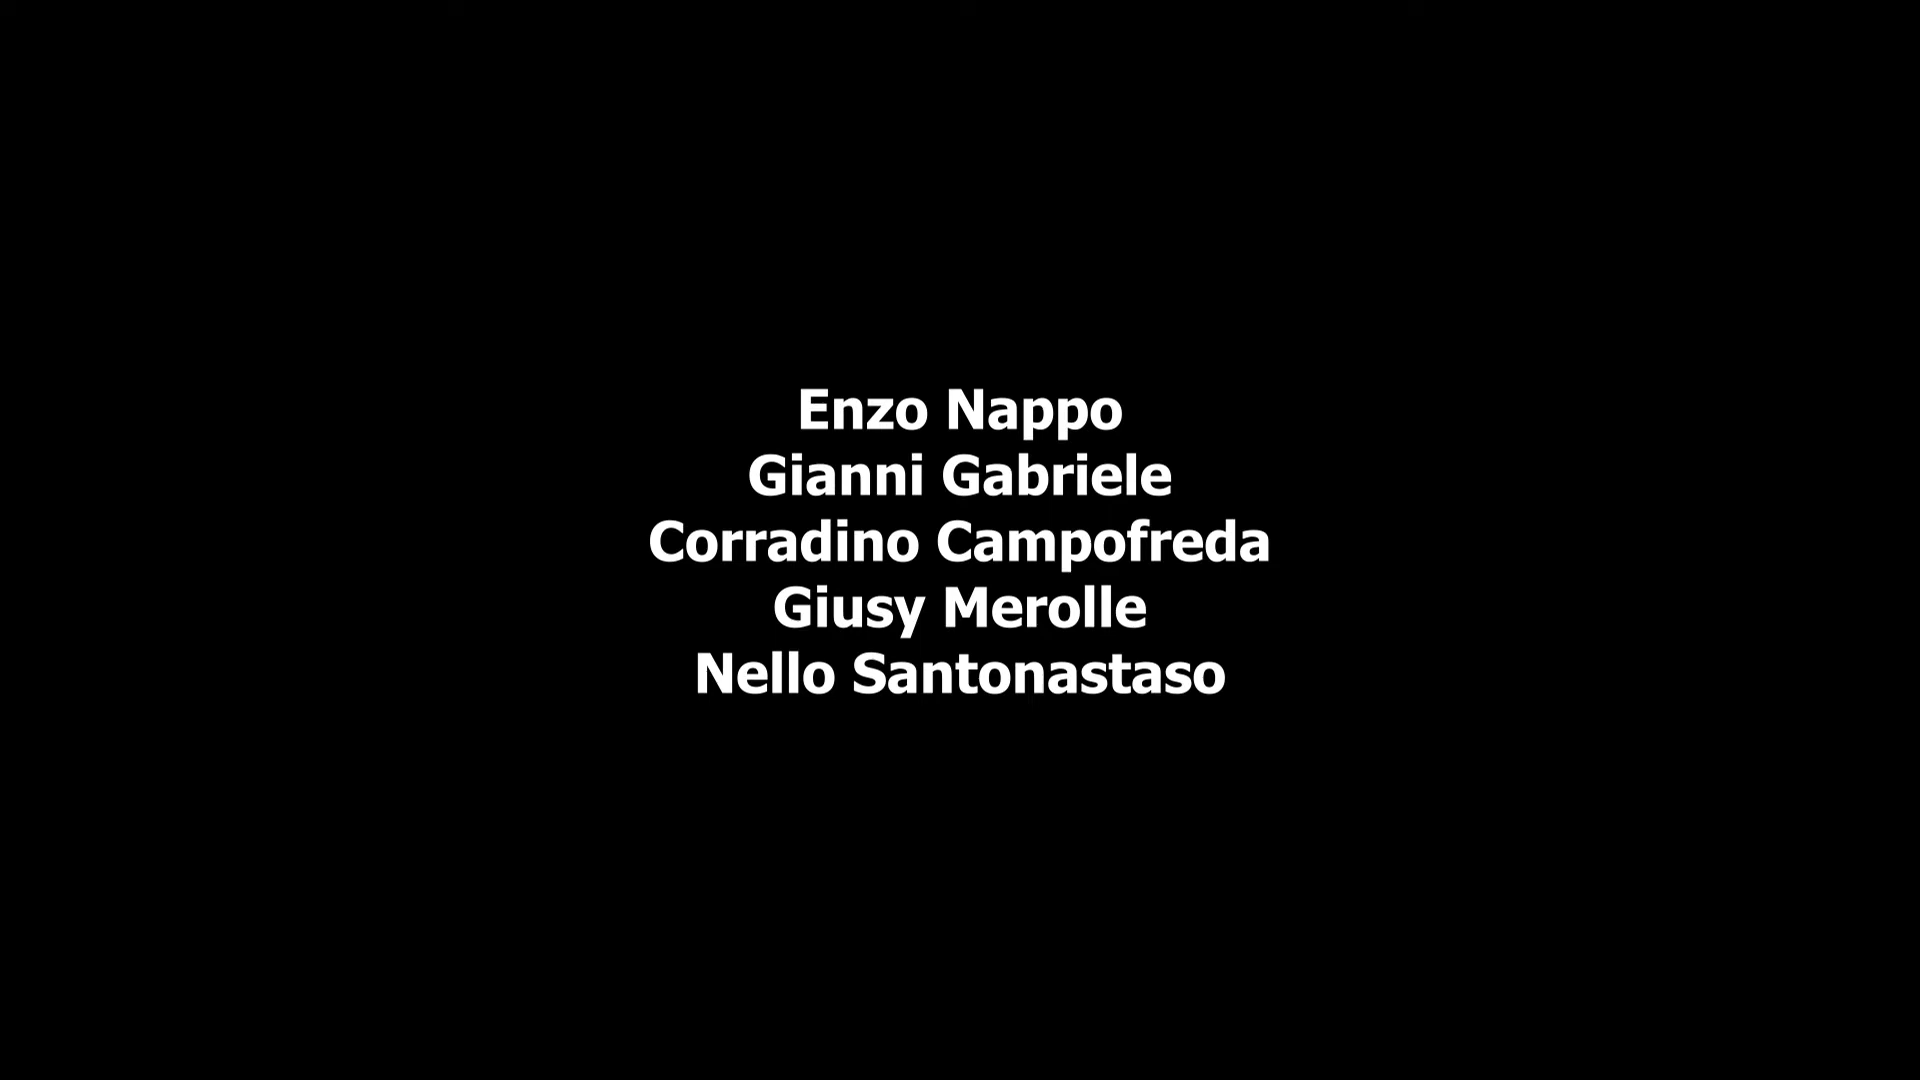 Enzo Nappo
Gianni Gabriele
Corradino Campofreda
Giusy Merolle
Nello Santonastaso